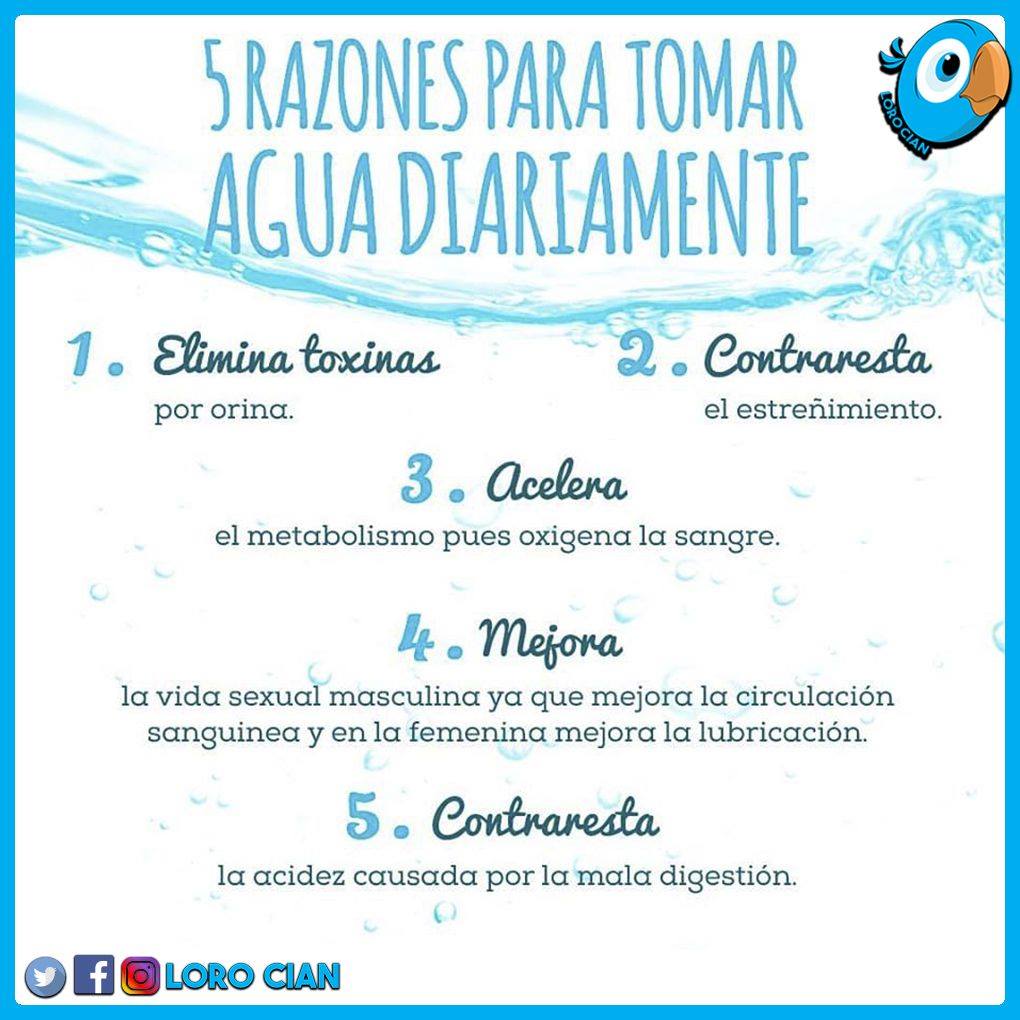 5 RAZONES PARA TOMAR
AGUA DIARIAMENTE
LORO CIAN
1. Elimina toxinas
por orina.
2. Contraresta
el estreñimiento.
3. Acelera
el metabolismo pues oxigena la sangre.
4. Mejora
la vida sexual masculina ya que mejora la circulación
sanguinea y en la femenina mejora la lubricación.
5. Contraresta
la acidez causada por la mala digestión.
LORO CIAN